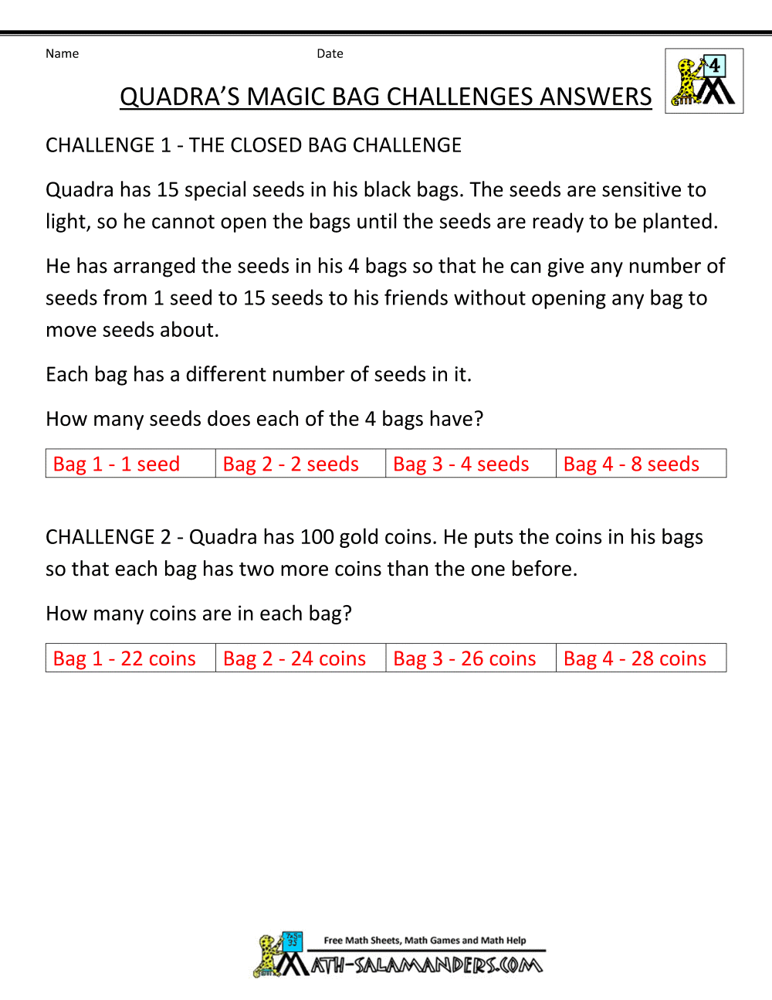 Name Date
4
QUADRA’S MAGIC BAG CHALLENGES ANSWERS
CHALLENGE 1 - THE CLOSED BAG CHALLENGE
Quadra has 15 special seeds in his black bags. The seeds are sensitive to
light, so he cannot open the bags until the seeds are ready to be planted.
He has arranged the seeds in his 4 bags so that he can give any number of
seeds from 1 seed to 15 seeds to his friends without opening any bag to
move seeds about.
Each bag has a different number of seeds in it.
How many seeds does each of the 4 bags have?
Bag 1 - 1 seed Bag 2 - 2 seeds Bag 3 - 4 seeds Bag 4 - 8 seeds
CHALLENGE 2 - Quadra has 100 gold coins. He puts the coins in his bags
so that each bag has two more coins than the one before.
How many coins are in each bag?
Bag 1 - 22 coins Bag 2 - 24 coins Bag 3 - 26 coins Bag 4 - 28 coins
7x5=
35
Free Math Sheets, Math Games and Math Help
MATH-SALAMANDERS.COM